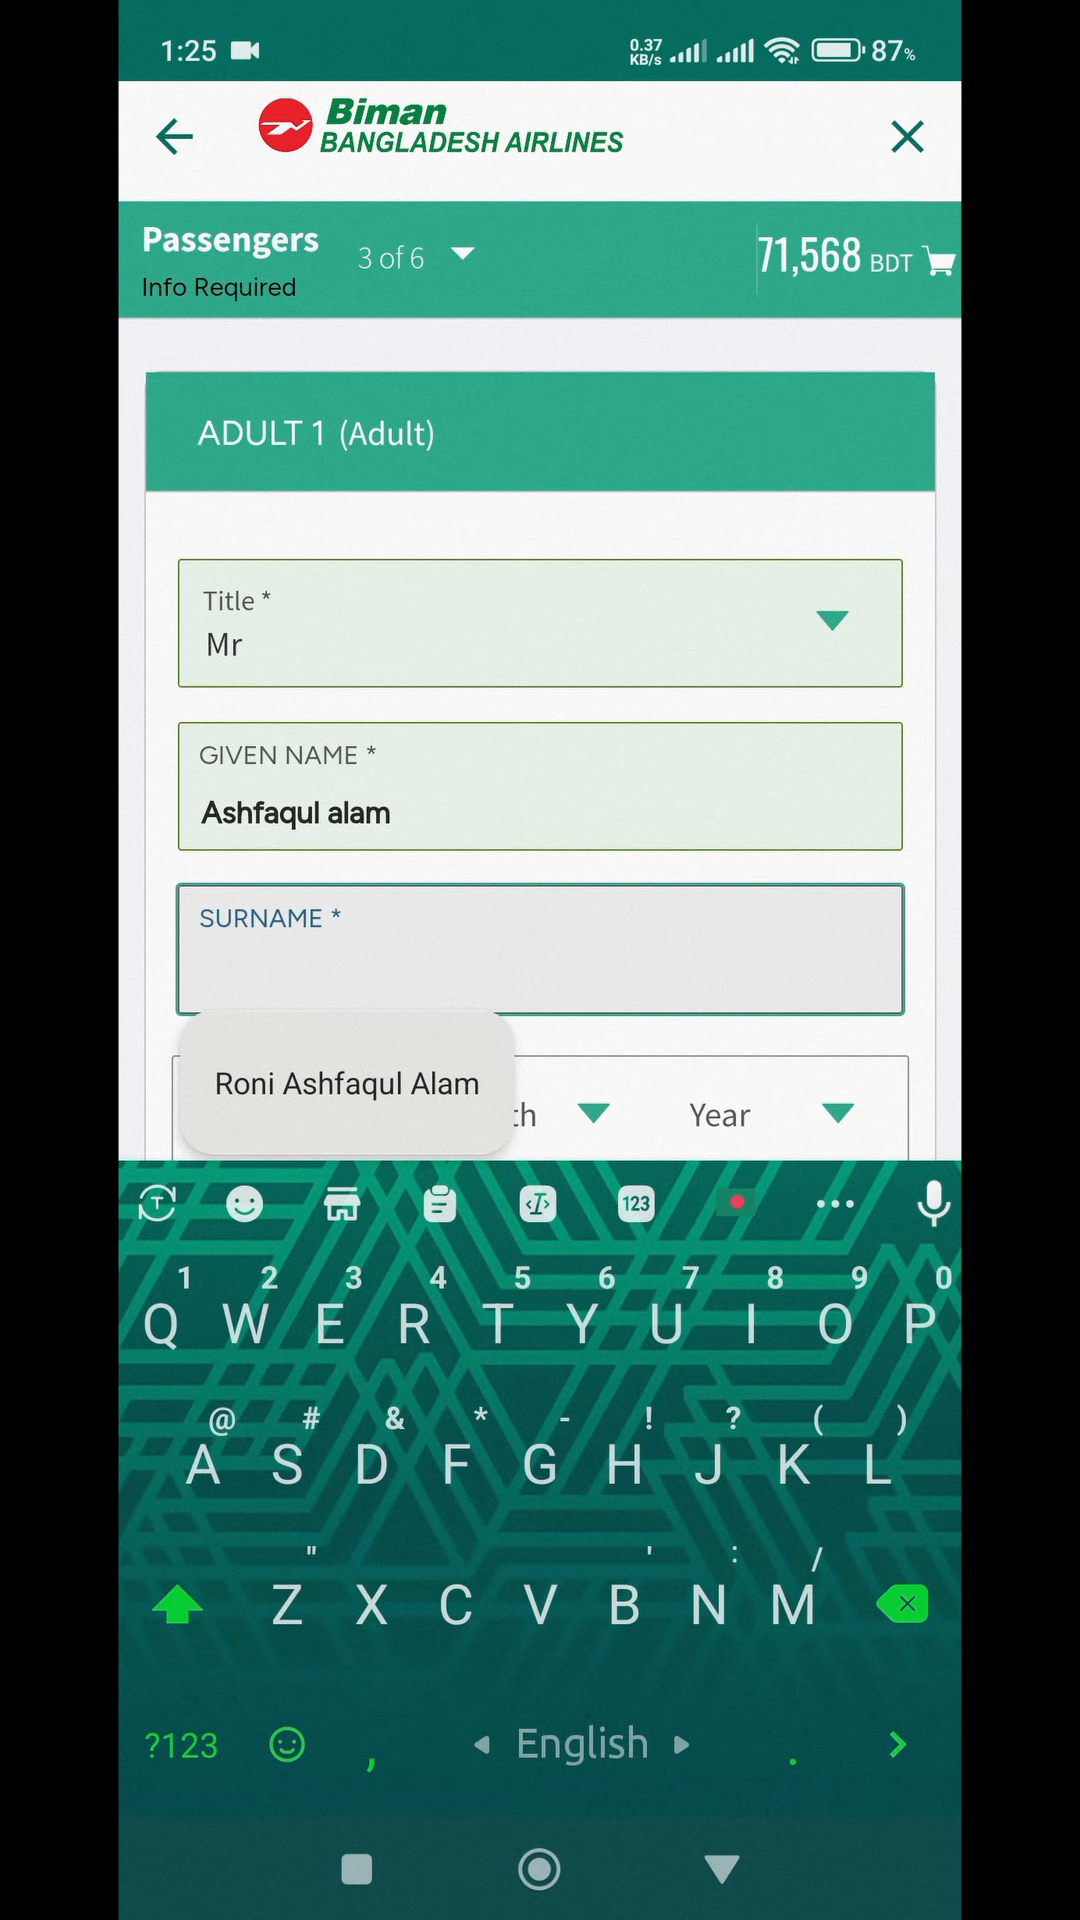 1:25
0.37 KB/s
87%
Biman
BANGLADESH AIRLINES
Passengers
3 of 6
71,568 BDT
Info Required
ADULT 1 (Adult)
Title *
Mr
GIVEN NAME *
Ashfaqul alam
SURNAME *
Roni Ashfaqul Alam
th
Year
T
123
1 2 3 4 5 6 7 8 9 0
Q W E R T Y U I O P
@ # & * - ! ? ( )
A S D F G H J K L
" ' : /
Z X C V B N M
?123 , English .